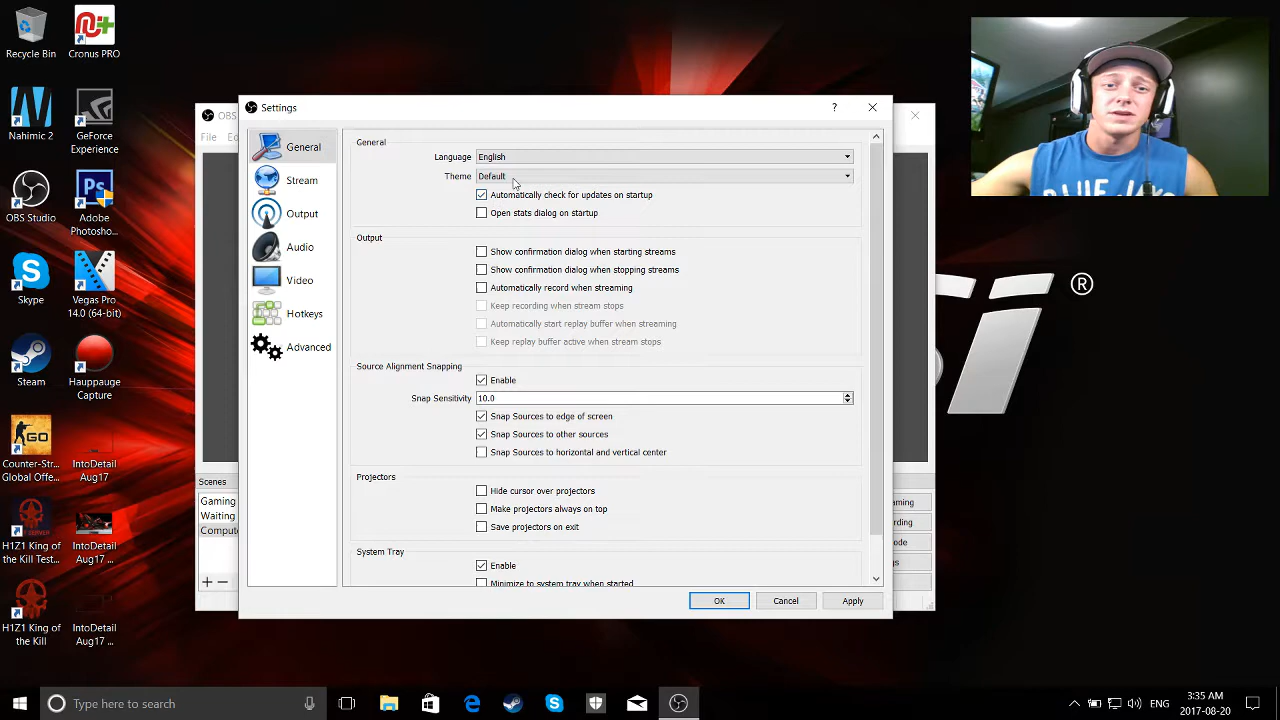 Recycle Bin
Cronus PRO
Nahimic 2
GeForce
Experience
OBS Studio
Adobe
Photosho...
Skype
Vegas Pro
14.0 (64-bit)
Steam
Hauppauge
Capture
Counter-Str...
Global Offe...
IntoDetail
Aug17
H1Z1 King of
the Kill Test...
IntoDetail
Aug17 ...
H1Z1 King of
the Kill
IntoDetail
Aug17 ...
OBS
File
Scenes
Gaming
Waiting
Settings
?
General
Stream
Output
Audio
Video
Hotkeys
Advanced
General
Language English
Theme Default
Automatically check for updates on startup
Open stats dialog on startup
Output
Show confirmation dialog when starting streams
Show confirmation dialog when stopping streams
Automatically record when streaming
Keep recording when stream stops
Automatically start replay buffer when streaming
Keep replay buffer active when stream stops
Source Alignment Snapping
Enable
Snap Sensitivity 10.0
Snap Sources to edge of screen
Snap Sources to other sources
Snap Sources to horizontal and vertical center
Projectors
Hide cursor over projectors
Make projectors always on top
Save projectors on exit
System Tray
Enable
Minimize to system tray when started
OK Cancel Apply
®
Type here to search
ENG
3:35 AM
2017-08-20